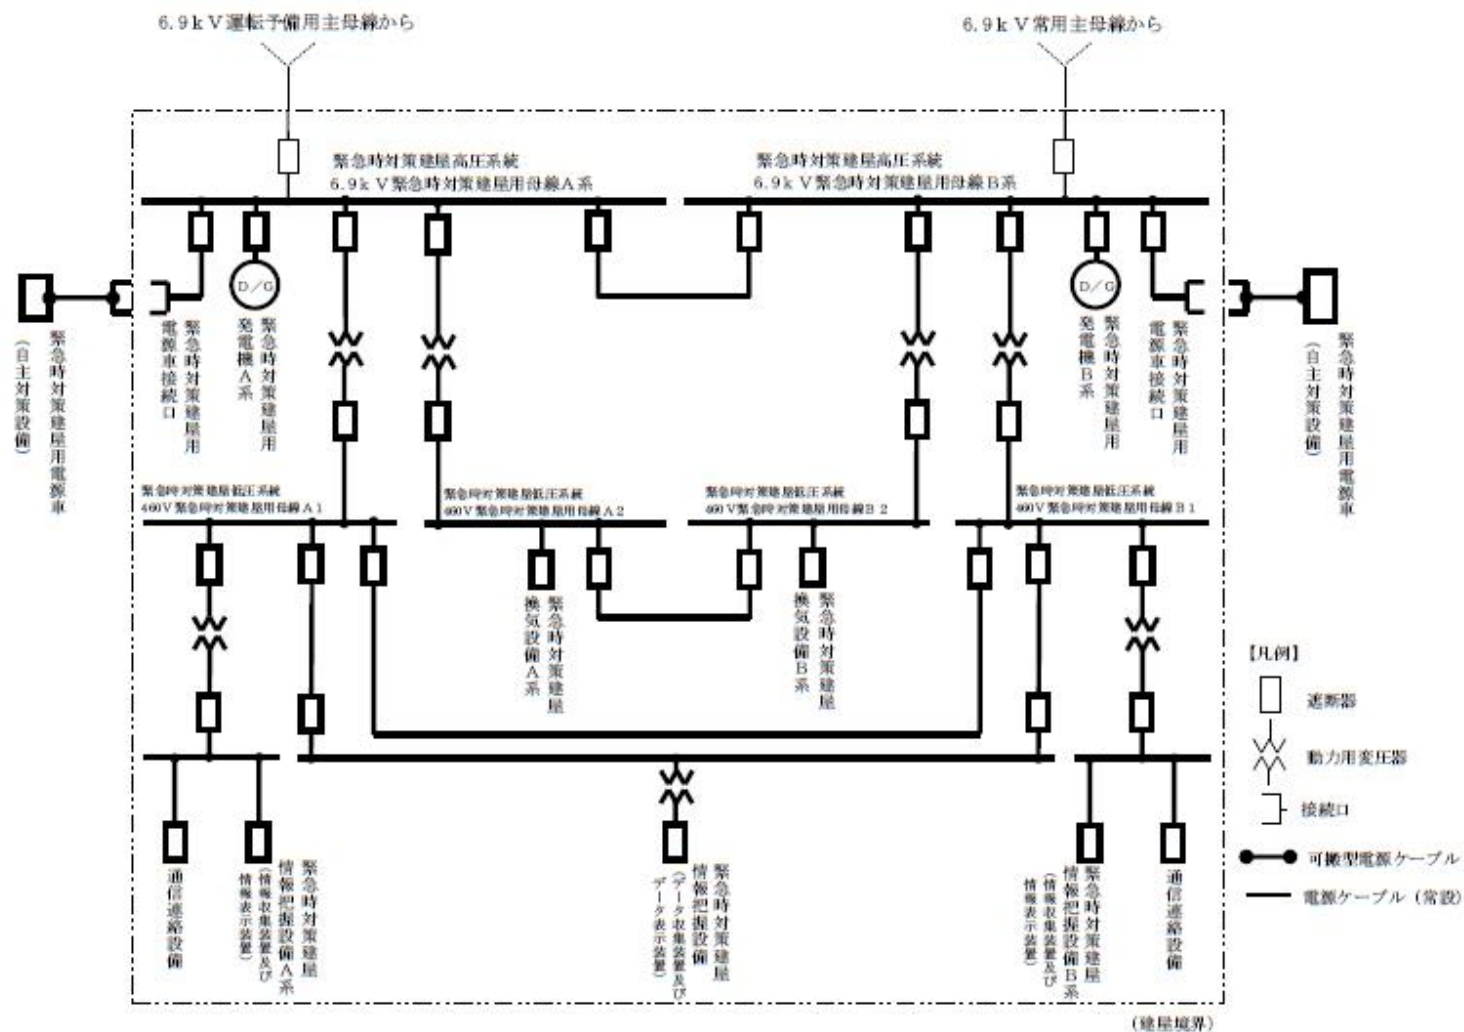 6.9kV運転予備用主母線から
6.9kV常用主母線から
緊急時対策建屋高圧系統
6.9kV緊急時対策建屋用母線A系
緊急時対策建屋高圧系統
6.9kV緊急時対策建屋用母線B系
D/G
D/G
緊急時対策建屋用電源車
(自主対策設備)
緊急時対策建屋用
電源車接続口
緊急時対策建屋用
発電機A系
緊急時対策建屋用
発電機B系
緊急時対策建屋用
電源車接続口
緊急時対策建屋用電源車
(自主対策設備)
緊急時対策建屋低圧系統
460V緊急時対策建屋用母線A1
緊急時対策建屋低圧系統
460V緊急時対策建屋用母線A2
緊急時対策建屋低圧系統
460V緊急時対策建屋用母線B2
緊急時対策建屋低圧系統
460V緊急時対策建屋用母線B1
緊急時対策建屋
換気設備A系
緊急時対策建屋
換気設備B系
通信連絡設備
緊急時対策建屋
情報把握設備A系
(情報収集装置及び
情報表示装置)
緊急時対策建屋
情報把握設備
(データ収集装置及び
データ表示装置)
緊急時対策建屋
情報把握設備B系
(情報収集装置及び
情報表示装置)
通信連絡設備
【凡例】
遮断器
動力用変圧器
接続口
可搬型電源ケーブル
電源ケーブル(常設)
(建屋境界)